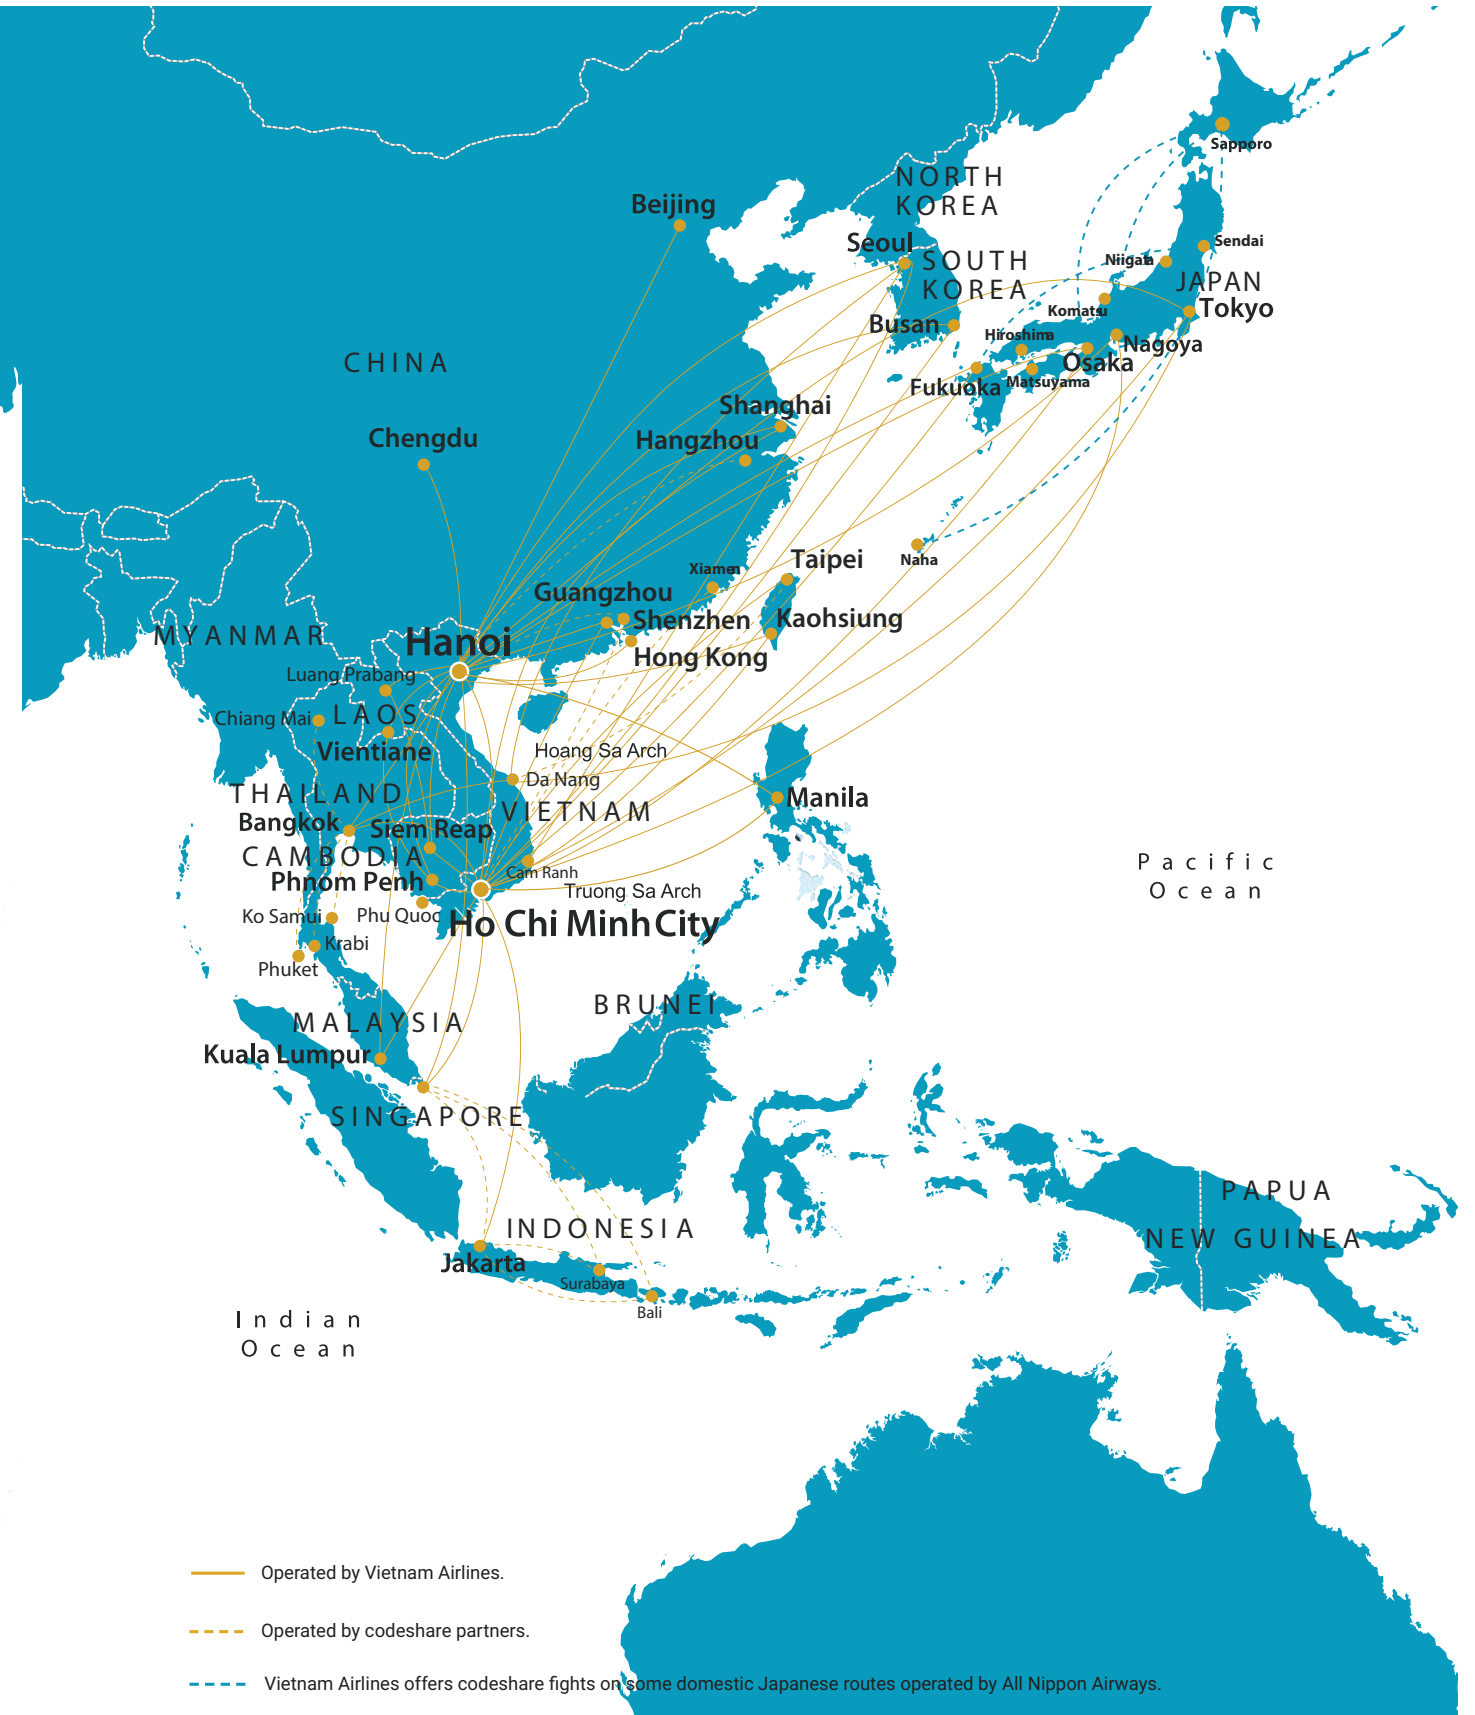 Sapporo
NORTH
KOREA
Beijing
Seoul
Sendai
SOUTH
KOREA
Niigata
JAPAN
Tokyo
Komatsu
Busan
Hiroshima
Nagoya
Osaka
CHINA
Fukuoka
Matsuyama
Shanghai
Hangzhou
Chengdu
Taipei
Naha
Xiamen
Guangzhou
Shenzhen
Kaohsiung
MYANMAR
Hanoi
Hong Kong
Luang Prabang
Chiang Mai
LAOS
Vientiane
Hoang Sa Arch
Da Nang
THAILAND
VIETNAM
Manila
Bangkok
Siem Reap
CAMBODIA
Cam Ranh
Phnom Penh
Truong Sa Arch
Pacific
Ocean
Ko Samui
Phu Quoc
Ho Chi Minh City
Krabi
Phuket
BRUNEI
MALAYSIA
Kuala Lumpur
SINGAPORE
PAPUA
NEW GUINEA
INDONESIA
Jakarta
Surabaya
Bali
Indian
Ocean
Operated by Vietnam Airlines.
Operated by codeshare partners.
Vietnam Airlines offers codeshare fights on some domestic Japanese routes operated by All Nippon Airways.